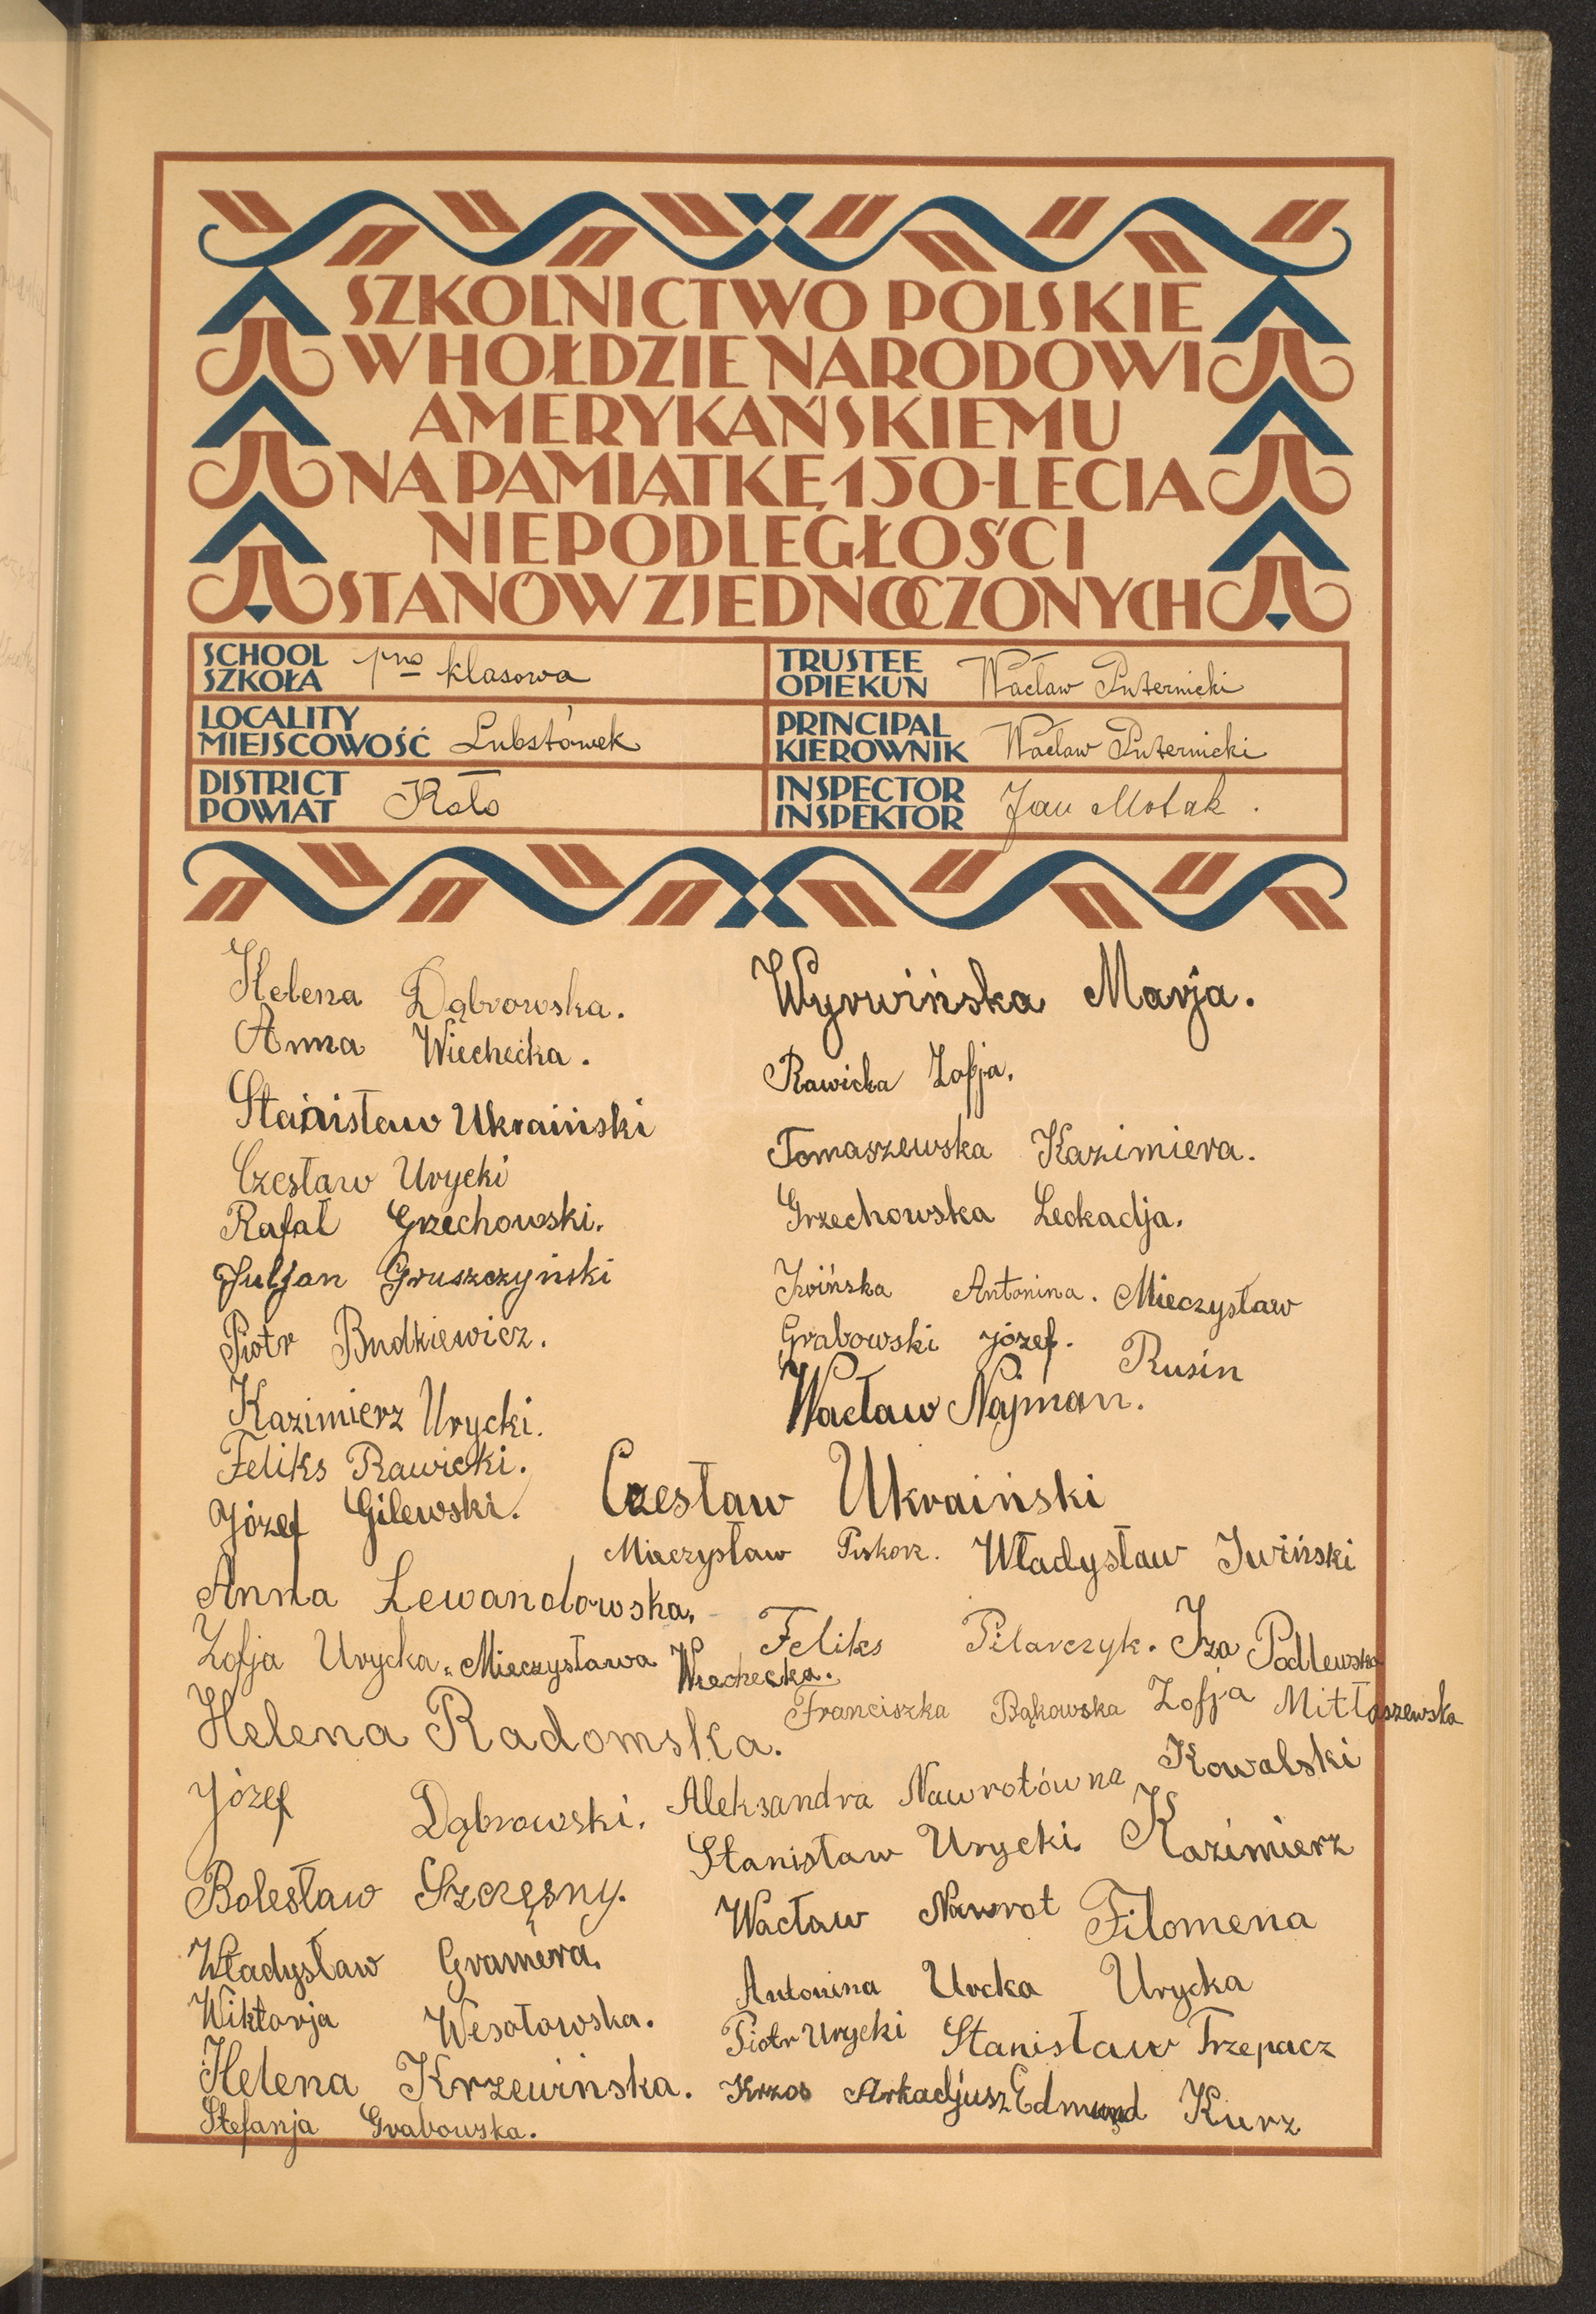 SZKOLNICTWO POLSKIE
W HOŁDZIE NARODOWI
AMERYKAŃSKIEMU
NA PAMIĄTKĘ 150-LECIA
NIEPODLEGŁOŚCI
STANÓW ZJEDNOCZONYCH
SCHOOL
SZKOŁA 1-no klasowa
LOCALITY
MIEJSCOWOŚĆ Lubstówek
DISTRICT
POWIAT Koło
TRUSTEE
OPIEKUN Wacław Puternicki
PRINCIPAL
KIEROWNIK Wacław Puternicki
INSPECTOR
INSPEKTOR Jan Motak.
Helena Dąbrowska.
Anna Wiechecka.
Stanisław Ukraiński
Czesław Urycki
Rafał Grzechowski.
Juljan Gruszczyński
Piotr Budkiewicz.
Kazimierz Urycki.
Feliks Rawicki.
Józef Gilewski.
Anna Lewandowska.
Zofja Urycka. Mieczysława Wiechecka.
Helena Radomska.
Józef Dąbrowski.
Bolesław Szczęsny.
Władysław Gramera.
Wiktorja Wesołowska.
Helena Krzewińska.
Stefanja Grabowska.
Wyrwińska Marja.
Rawicka Zofja.
Tomaszewska Kazimiera.
Grzechowska Leokadja.
Antonina. Mieczysław
Grabowski Józef. Rusin
Wacław Najman.
Czesław Ukraiński
Mieczysław Piskorz. Władysław Iwiński
Feliks Pilarczyk. Iza Podlewska
Franciszka Bąkowska Zofja Mitłaszewska
Aleksandra Nawrotówna Kowalski
Stanisław Urycki Kazimierz
Wacław Nawrot Filomena
Antonina Urcka Urycka
Piotr Urycki Stanisław Trzepacz
Krzos Arkadjusz Edmund Kurz